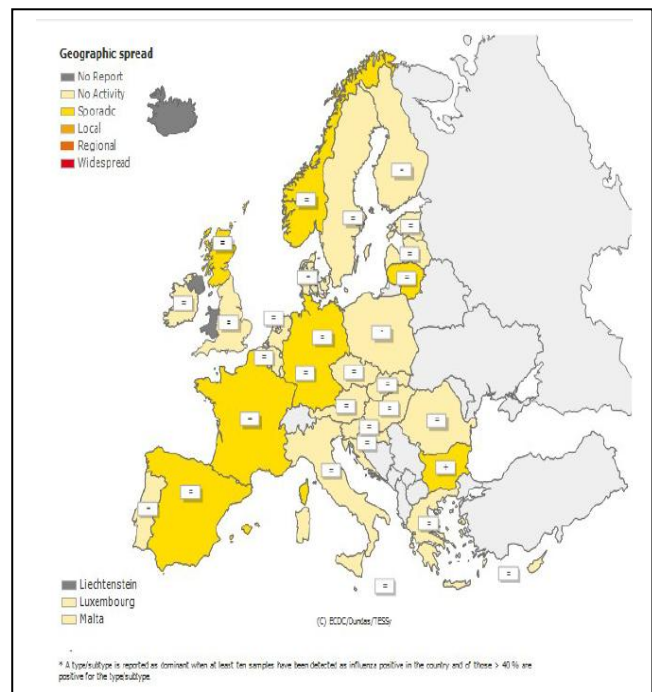 Geographic spread
No Report
No Activity
Sporadic
Local
Regional
Widespread
Liechtenstein
Luxembourg
Malta
(C) ECDC/Dundas/TESSy
* A type/subtype is reported as dominant when at least ten samples have been detected as influenza positive in the country and of those > 40 % are
positive for the type/subtype.